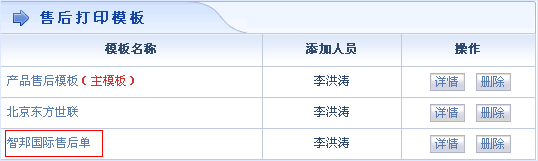 售后打印模板
模板名称 添加人员 操作
产品售后模板（主模板） 李洪涛 详情 删除
北京东方世联 李洪涛 详情 删除
智邦国际售后单 李洪涛 详情 删除